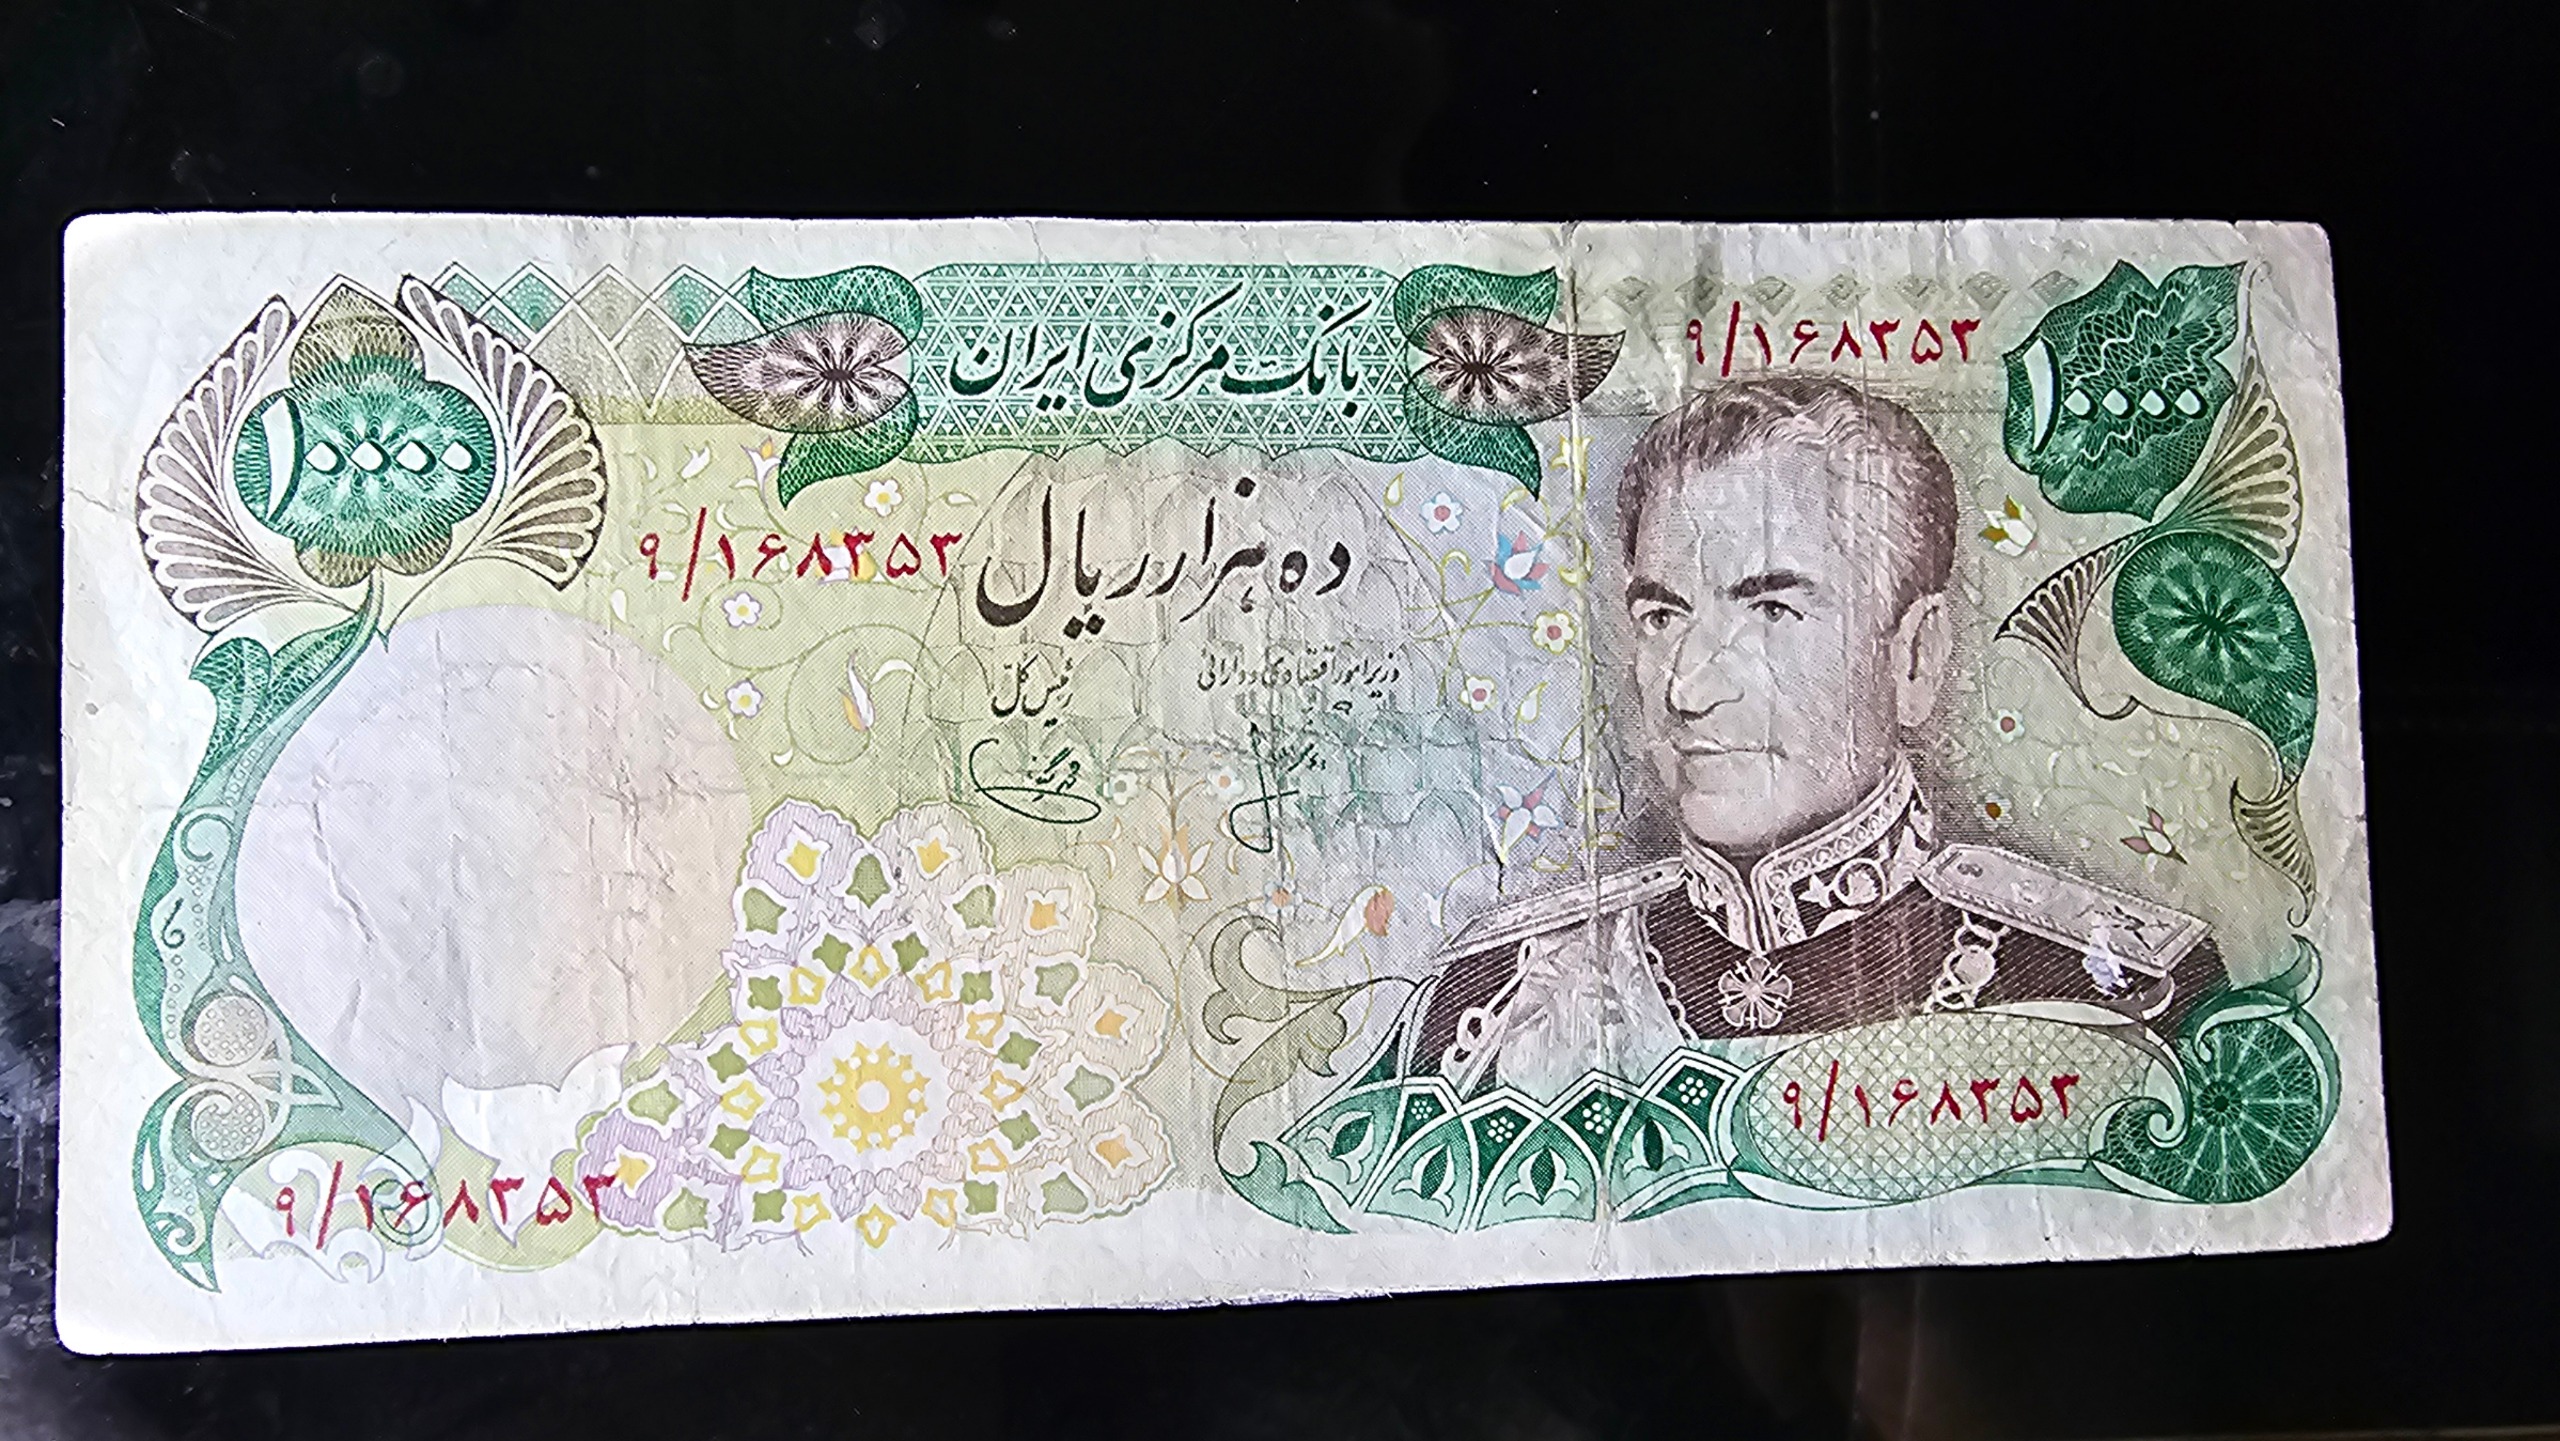 بانک مرکزی ایران
۹/۱۶۸۳۵۳
۱۰۰۰۰
۱۰۰۰۰
ده هزار ریال
۹/۱۶۸۳۵۳
وزیر امور اقتصادی و دارائی
رئیس کل
۹/۱۶۸۳۵۳
۹/۱۶۸۳۵۳